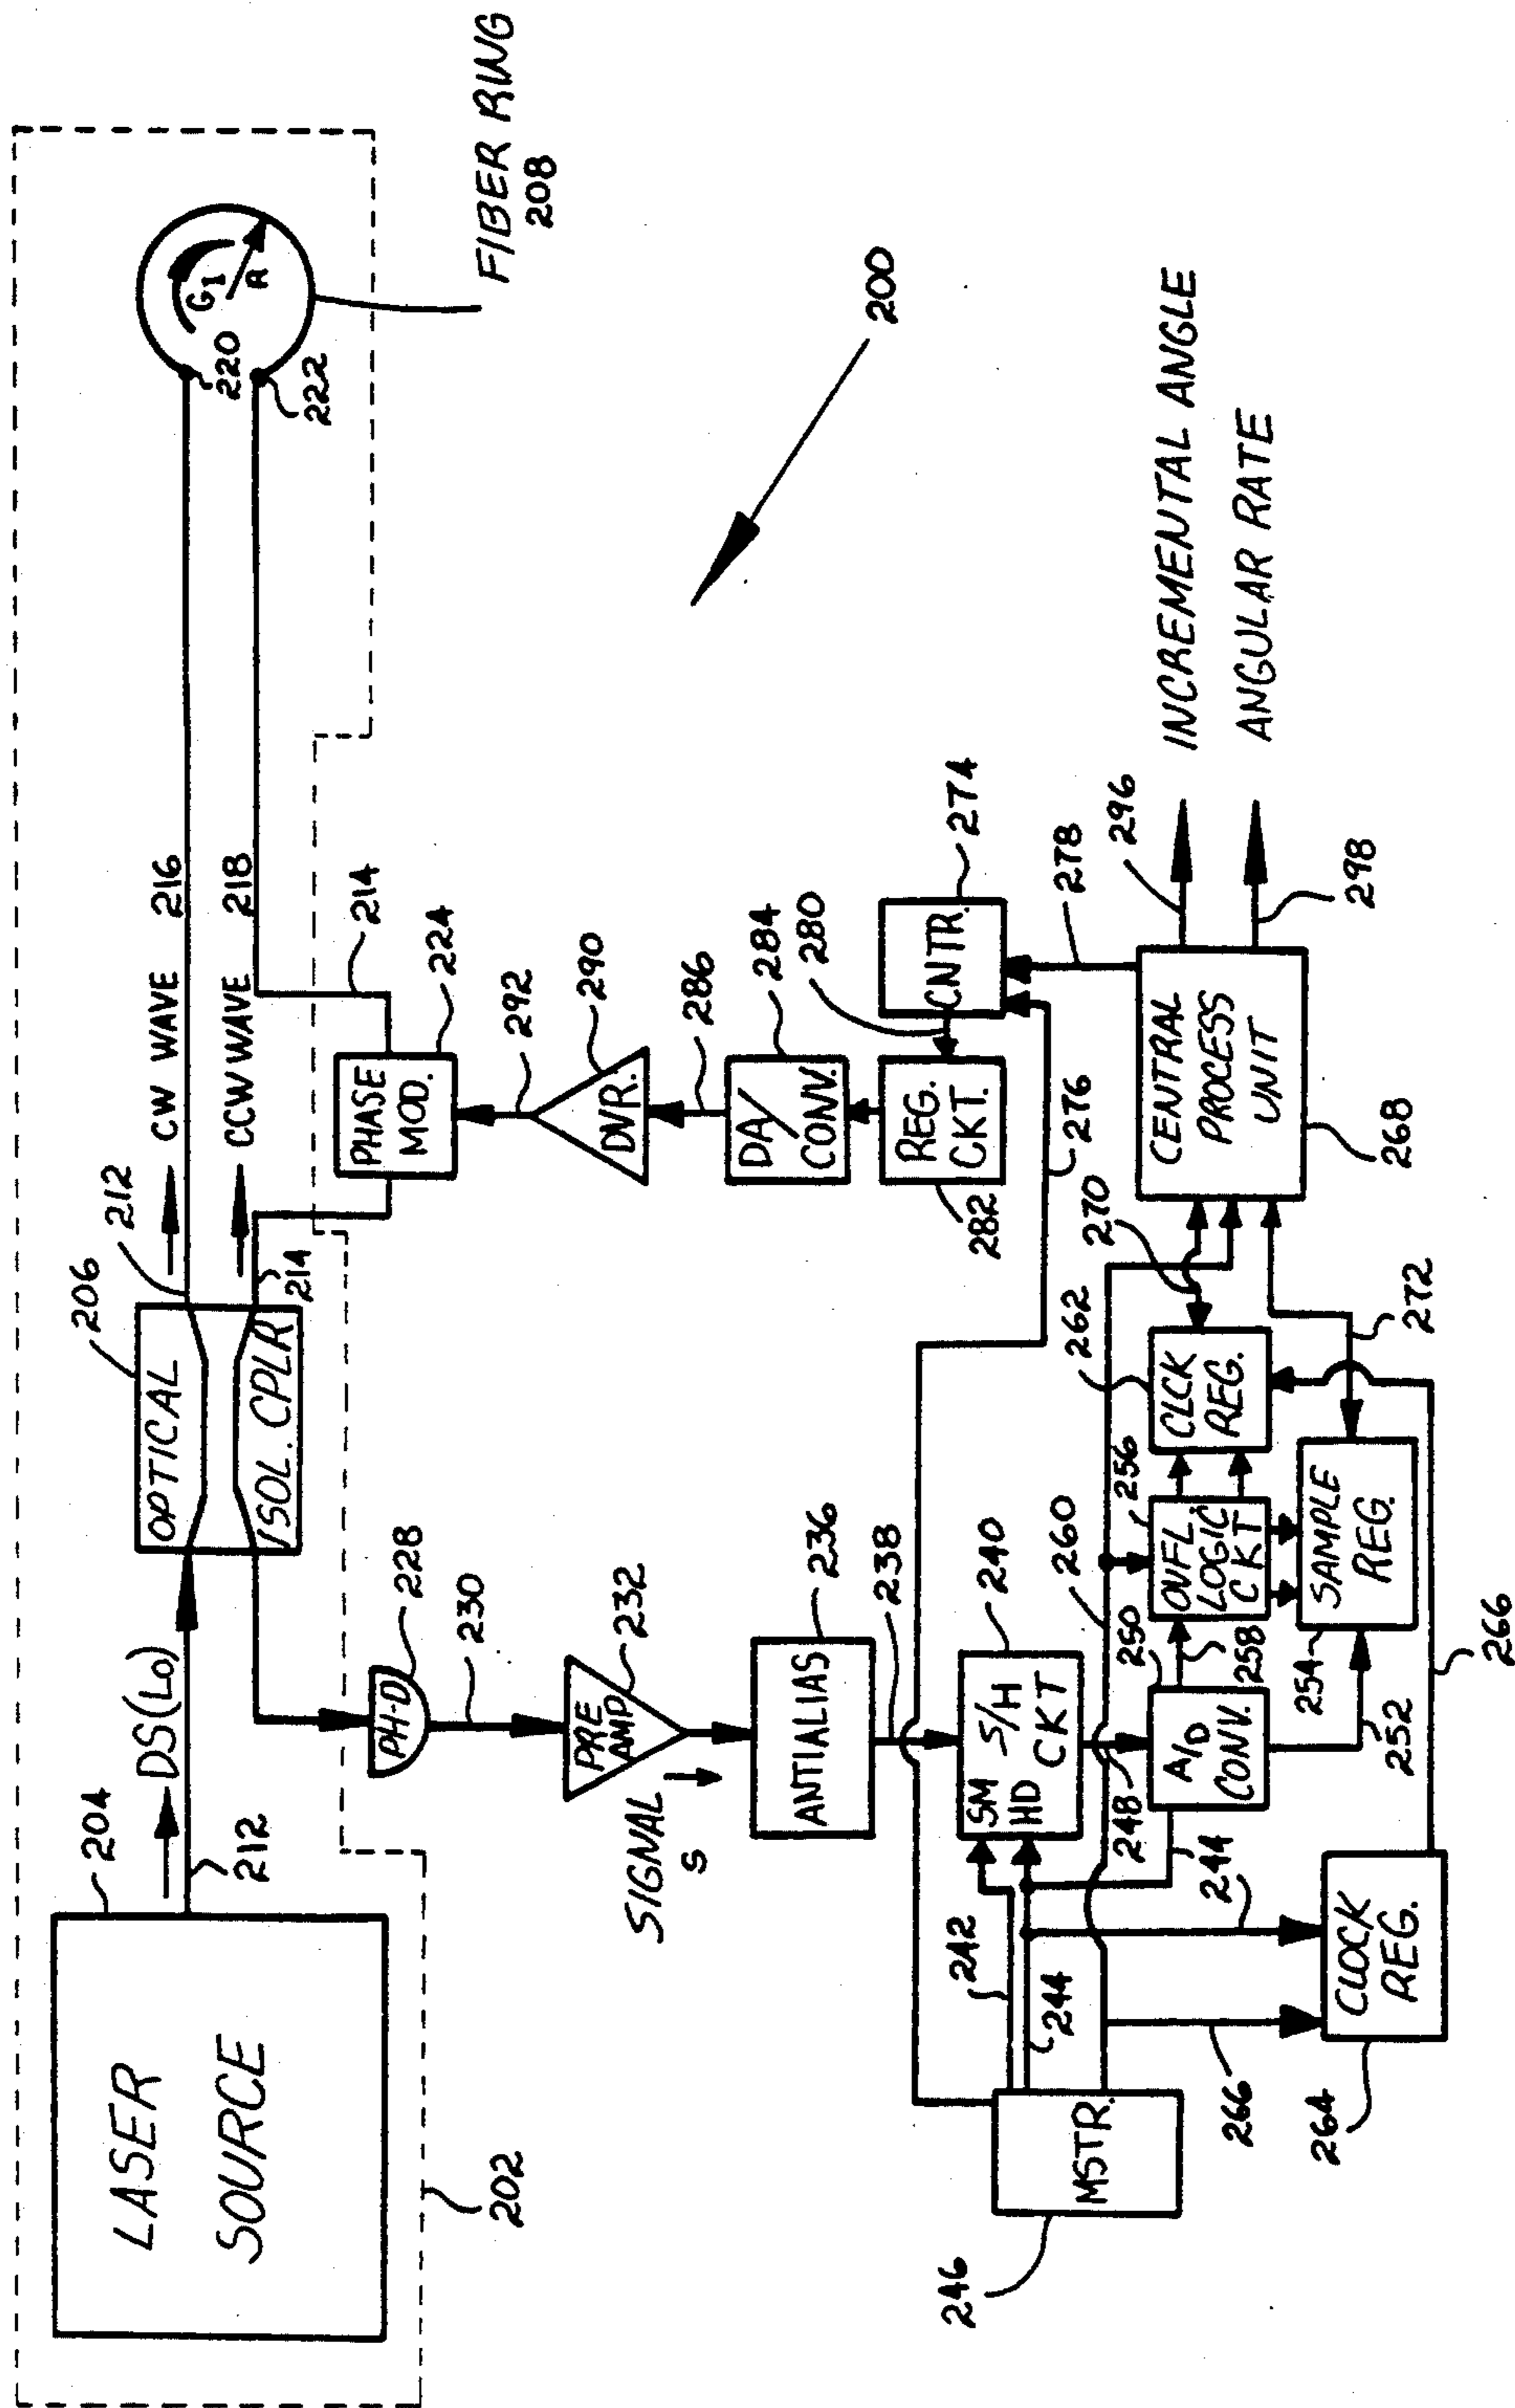 LASER
SOURCE
204
DS(Lo)
212
202
OPTICAL
ISOL. CPLR
206
212
214
CW WAVE 216
CCW WAVE 218
G1
R
220
222
FIBER RING
208
200
214
PHASE
MOD.
224
292
DVR.
290
286
DA/
CONV.
284
280
REG.
CKT.
282
CNTR.
274
276
278
PH-D
228
230
PRE
AMP
232
SIGNAL
S
ANTIALIAS
236
238
SM
HD
S/H
CKT
240
242
244
MSTR.
246
248
A/D
CONV.
250
244
244
252
254
258
OVFL.
LOGIC
CKT
256
260
CLCK
REG.
262
SAMPLE
REG.
CLOCK
REG.
264
266
266
270
272
CENTRAL
PROCESS
UNIT
268
296
298
INCREMENTAL ANGLE
ANGULAR RATE